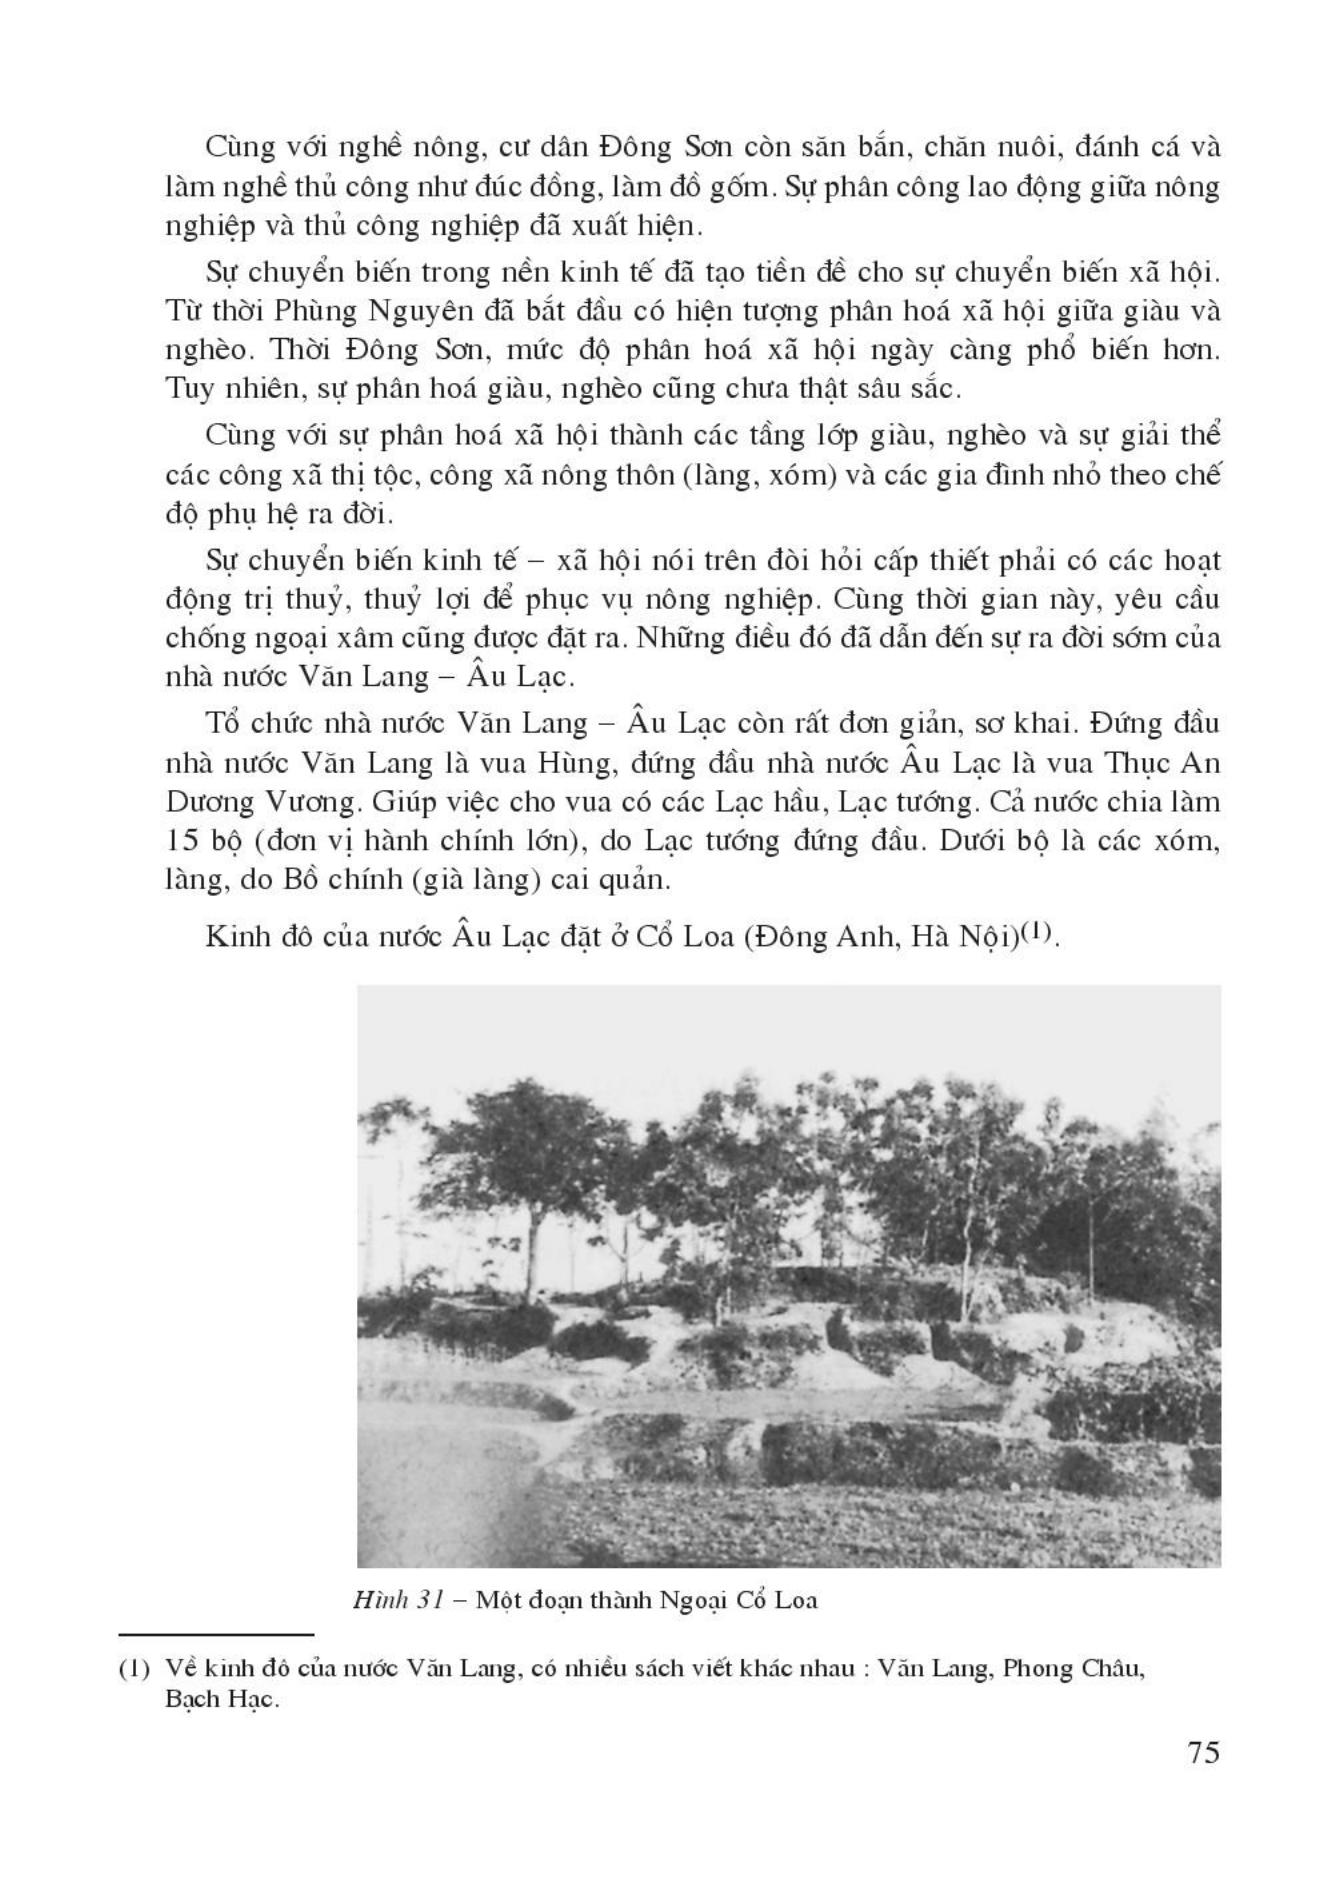 Cùng với nghề nông, cư dân Đông Sơn còn săn bắn, chăn nuôi, đánh cá và
làm nghề thủ công như đúc đồng, làm đồ gốm. Sự phân công lao động giữa nông
nghiệp và thủ công nghiệp đã xuất hiện.
Sự chuyển biến trong nền kinh tế đã tạo tiền đề cho sự chuyển biến xã hội.
Từ thời Phùng Nguyên đã bắt đầu có hiện tượng phân hoá xã hội giữa giàu và
nghèo. Thời Đông Sơn, mức độ phân hoá xã hội ngày càng phổ biến hơn.
Tuy nhiên, sự phân hoá giàu, nghèo cũng chưa thật sâu sắc.
Cùng với sự phân hoá xã hội thành các tầng lớp giàu, nghèo và sự giải thể
các công xã thị tộc, công xã nông thôn (làng, xóm) và các gia đình nhỏ theo chế
độ phụ hệ ra đời.
Sự chuyển biến kinh tế – xã hội nói trên đòi hỏi cấp thiết phải có các hoạt
động trị thuỷ, thuỷ lợi để phục vụ nông nghiệp. Cùng thời gian này, yêu cầu
chống ngoại xâm cũng được đặt ra. Những điều đó đã dẫn đến sự ra đời sớm của
nhà nước Văn Lang – Âu Lạc.
Tổ chức nhà nước Văn Lang – Âu Lạc còn rất đơn giản, sơ khai. Đứng đầu
nhà nước Văn Lang là vua Hùng, đứng đầu nhà nước Âu Lạc là vua Thục An
Dương Vương. Giúp việc cho vua có các Lạc hầu, Lạc tướng. Cả nước chia làm
15 bộ (đơn vị hành chính lớn), do Lạc tướng đứng đầu. Dưới bộ là các xóm,
làng, do Bồ chính (già làng) cai quản.
Kinh đô của nước Âu Lạc đặt ở Cổ Loa (Đông Anh, Hà Nội)(1).
Hình 31 – Một đoạn thành Ngoại Cổ Loa
(1) Về kinh đô của nước Văn Lang, có nhiều sách viết khác nhau : Văn Lang, Phong Châu,
Bạch Hạc.
75